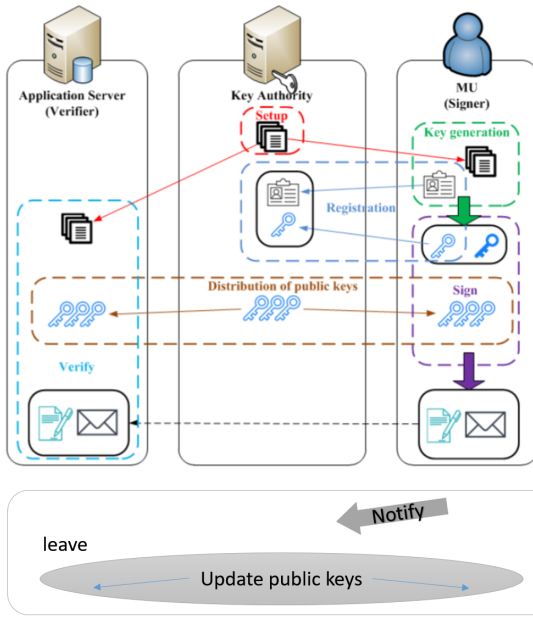 Application Server
(Verifier)
Key Authority
MU
(Signer)
Setup
Key generation
Registration
Distribution of public keys
Sign
Verify
Notify
leave
Update public keys